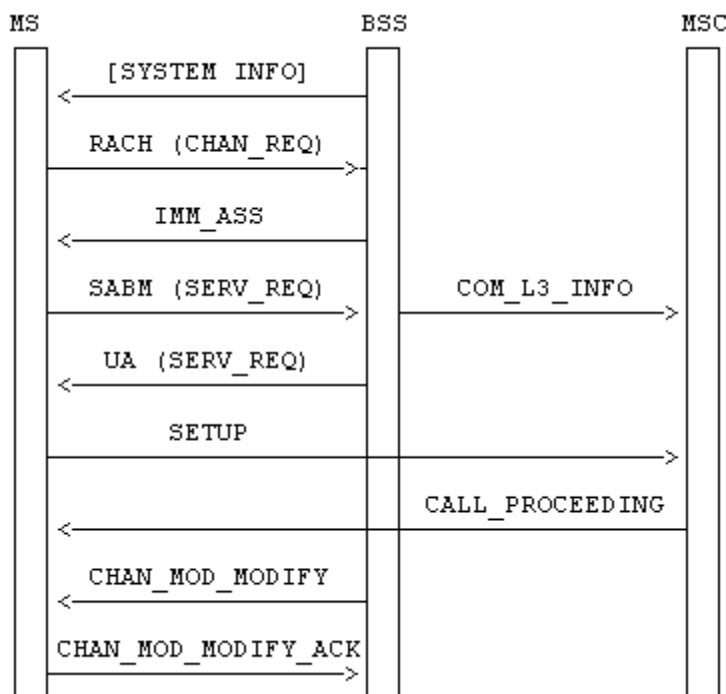 MS BSS MSC
[SYSTEM INFO]
RACH (CHAN_REQ)
IMM_ASS
SABM (SERV_REQ) COM_L3_INFO
UA (SERV_REQ)
SETUP
CALL_PROCEEDING
CHAN_MOD_MODIFY
CHAN_MOD_MODIFY_ACK